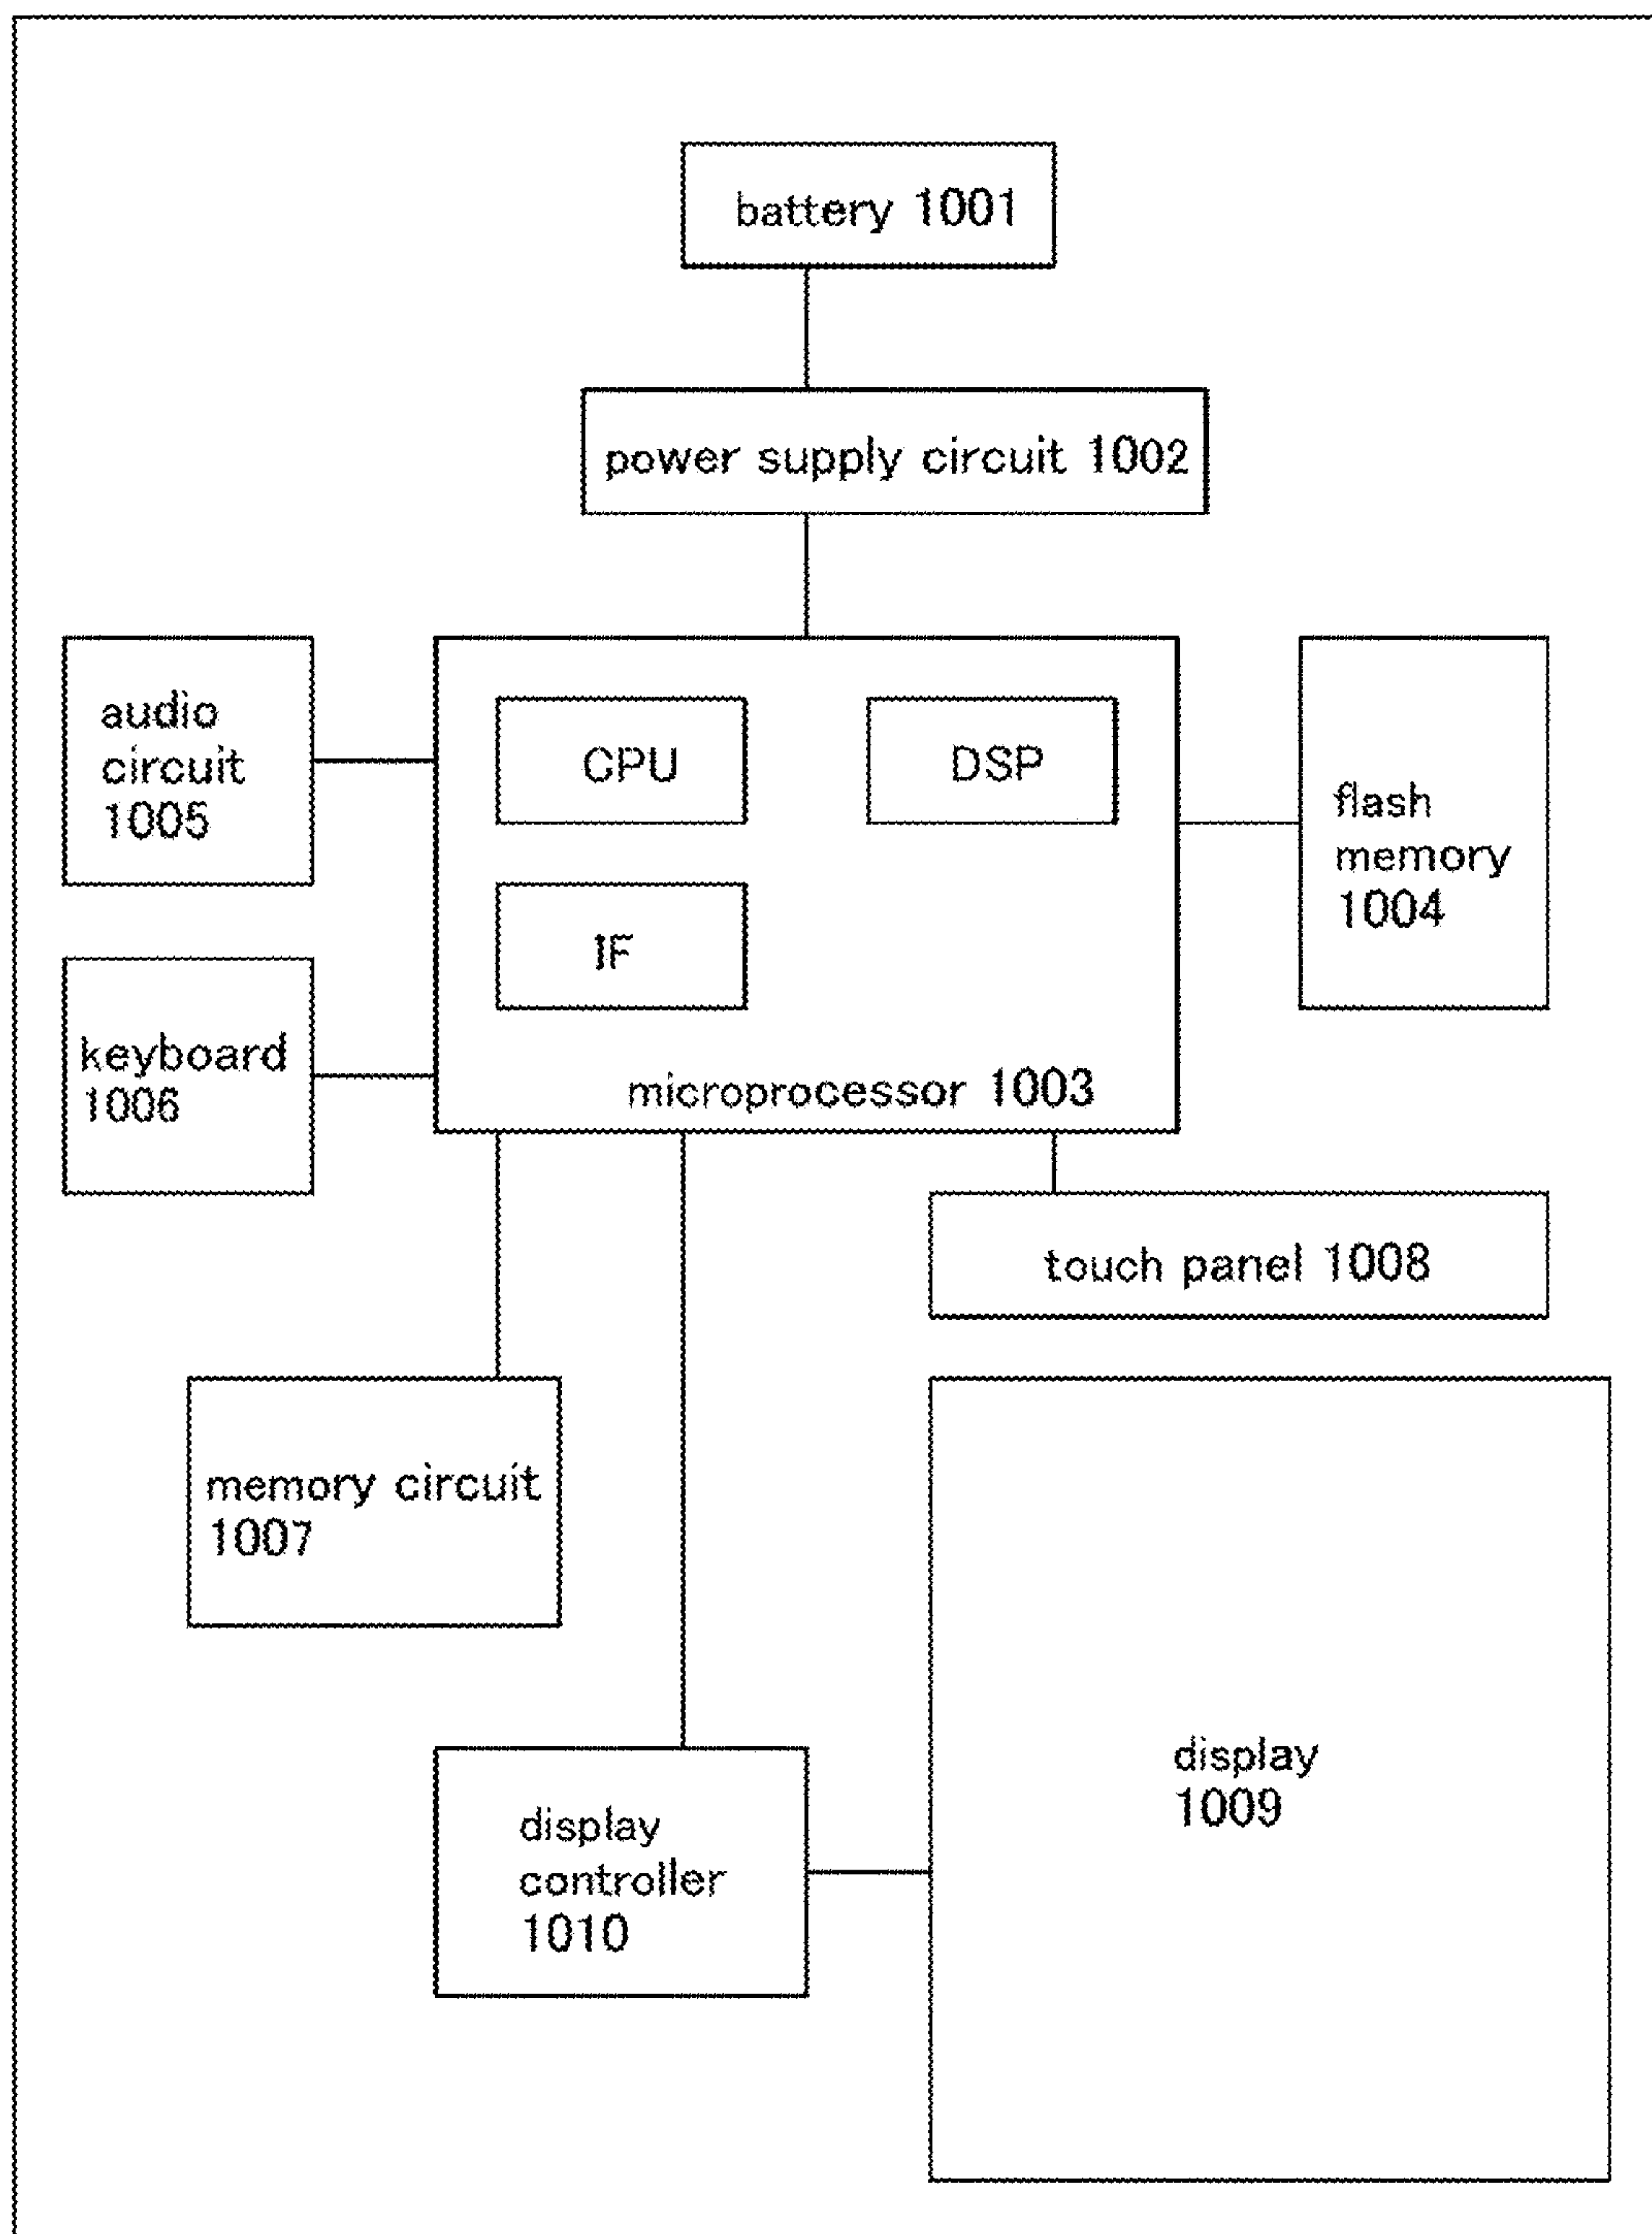 battery 1001
power supply circuit 1002
audio
circuit
1005
CPU
DSP
flash
memory
1004
IF
keyboard
1006
microprocessor 1003
touch panel 1008
memory circuit
1007
display
1009
display
controller
1010